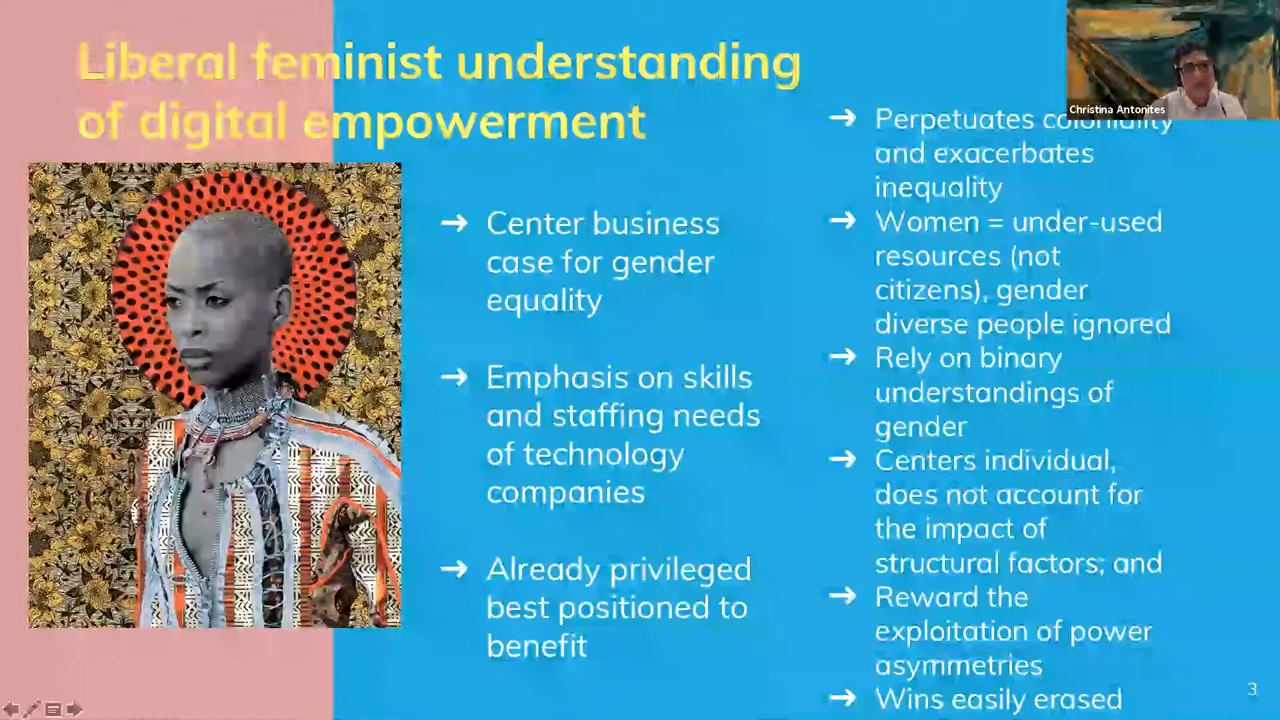 Liberal feminist understanding
of digital empowerment
→ Center business
case for gender
equality
→ Emphasis on skills
and staffing needs
of technology
companies
→ Already privileged
best positioned to
benefit
→ Perpetuates coloniality
and exacerbates
inequality
→ Women = under-used
resources (not
citizens), gender
diverse people ignored
→ Rely on binary
understandings of
gender
→ Centers individual,
does not account for
the impact of
structural factors; and
→ Reward the
exploitation of power
asymmetries
→ Wins easily erased
Christina Antonites
3